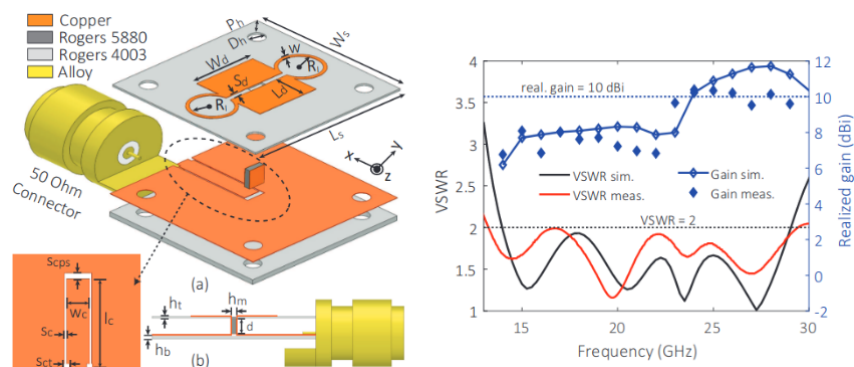 Copper
Rogers 5880
Rogers 4003
Alloy
Ph
Dh
Ws
Wd
w
Ri
Sd
Ld
Ri
Ls
50 Ohm
Connector
x
y
z
(a)
Scps
Wc
lc
Sc
Sct
ht
hm
d
hb
(b)
VSWR
4
3.5
3
2.5
2
1.5
1
real. gain = 10 dBi
VSWR sim.
VSWR meas.
Gain sim.
Gain meas.
VSWR = 2
12
10
8
6
4
2
0
-2
Realized gain (dBi)
15
20
25
30
Frequency (GHz)